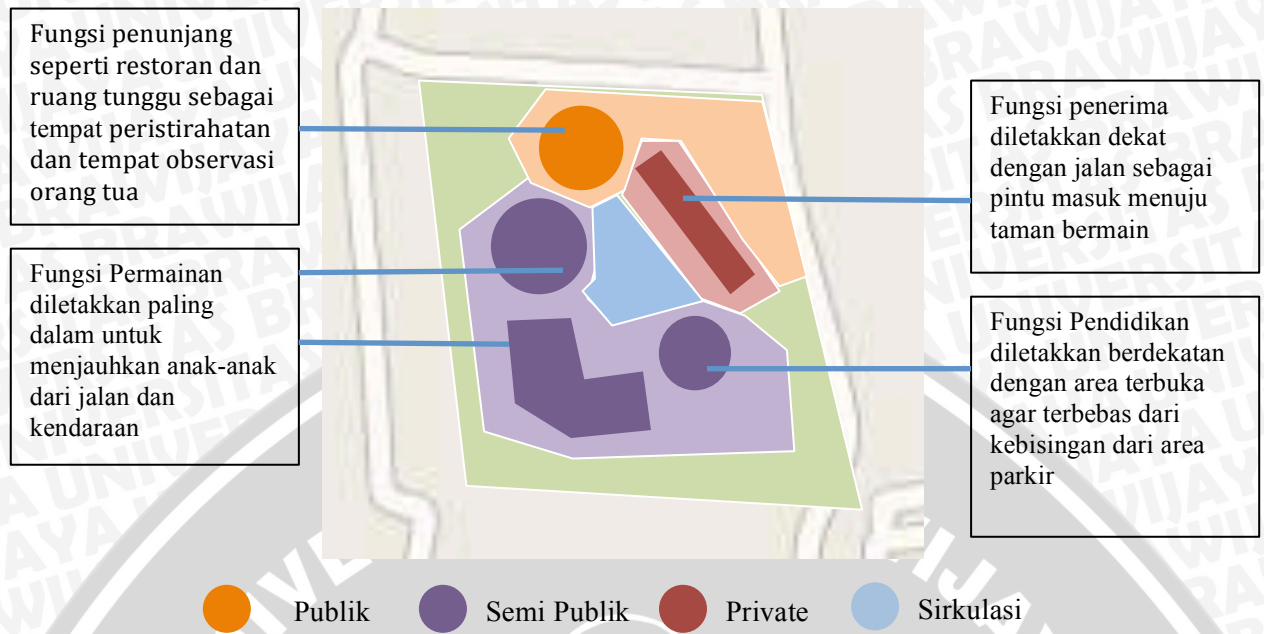 Fungsi penunjang
seperti restoran dan
ruang tunggu sebagai
tempat peristirahatan
dan tempat observasi
orang tua
Fungsi Permainan
diletakkan paling
dalam untuk
menjauhkan anak-anak
dari jalan dan
kendaraan
Fungsi penerima
diletakkan dekat
dengan jalan sebagai
pintu masuk menuju
taman bermain
Fungsi Pendidikan
diletakkan berdekatan
dengan area terbuka
agar terbebas dari
kebisingan dari area
parkir
Publik
Semi Publik
Private
Sirkulasi